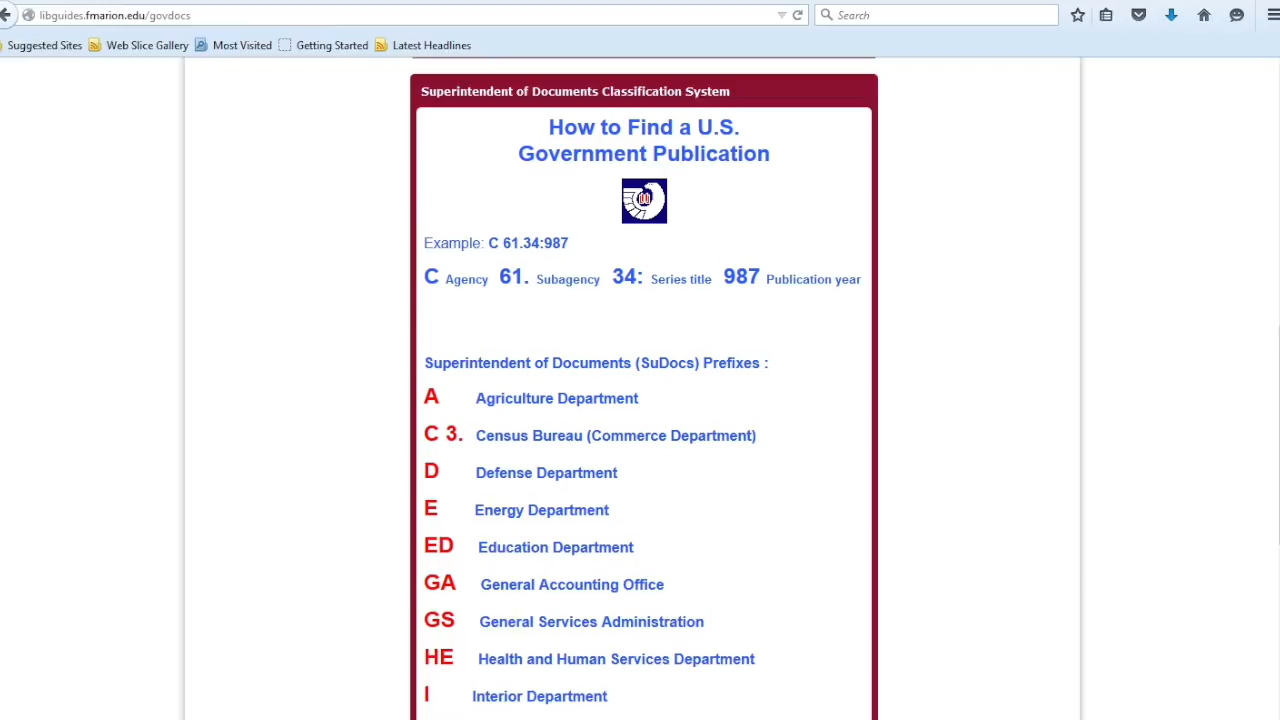 libguides.fmarion.edu/govdocs
Search
Suggested Sites
Web Slice Gallery
Most Visited
Getting Started
Latest Headlines
Superintendent of Documents Classification System
How to Find a U.S.
Government Publication
Example: C 61.34:987
C Agency 61. Subagency 34: Series title 987 Publication year
Superintendent of Documents (SuDocs) Prefixes :
A Agriculture Department
C 3. Census Bureau (Commerce Department)
D Defense Department
E Energy Department
ED Education Department
GA General Accounting Office
GS General Services Administration
HE Health and Human Services Department
I Interior Department